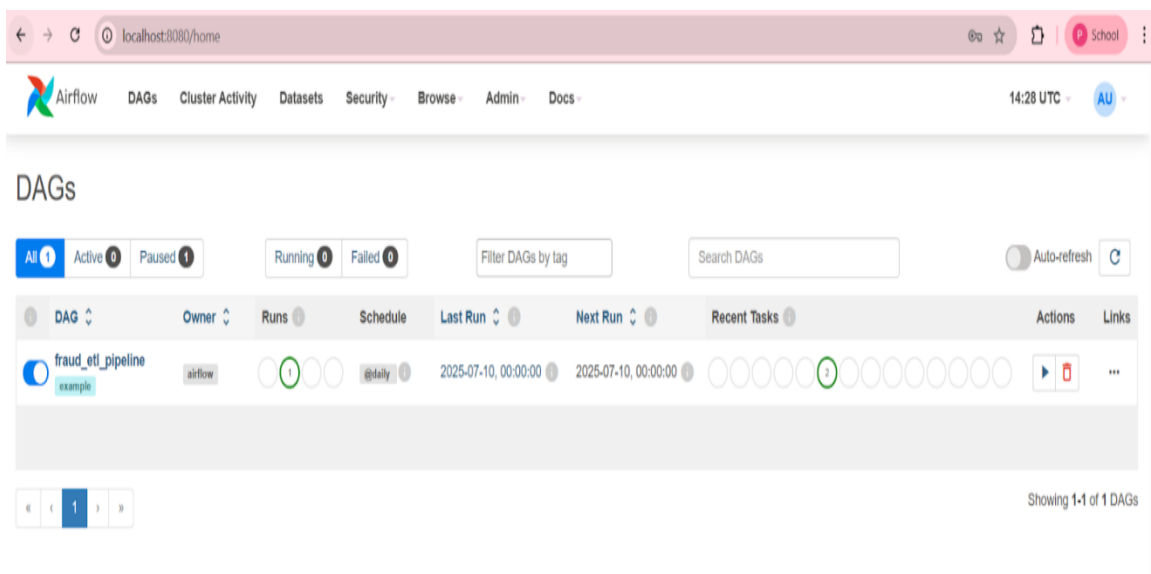 localhost:8080/home
P School
Airflow DAGs Cluster Activity Datasets Security Browse Admin Docs 14:28 UTC AU
DAGs
All 1 Active 0 Paused 1 Running 0 Failed 0 Filter DAGs by tag Search DAGs Auto-refresh
DAG Owner Runs Schedule Last Run Next Run Recent Tasks Actions Links
fraud_etl_pipeline airflow 1 @daily 2025-07-10, 00:00:00 2025-07-10, 00:00:00 2 ...
example
« ‹ 1 › »
Showing 1-1 of 1 DAGs